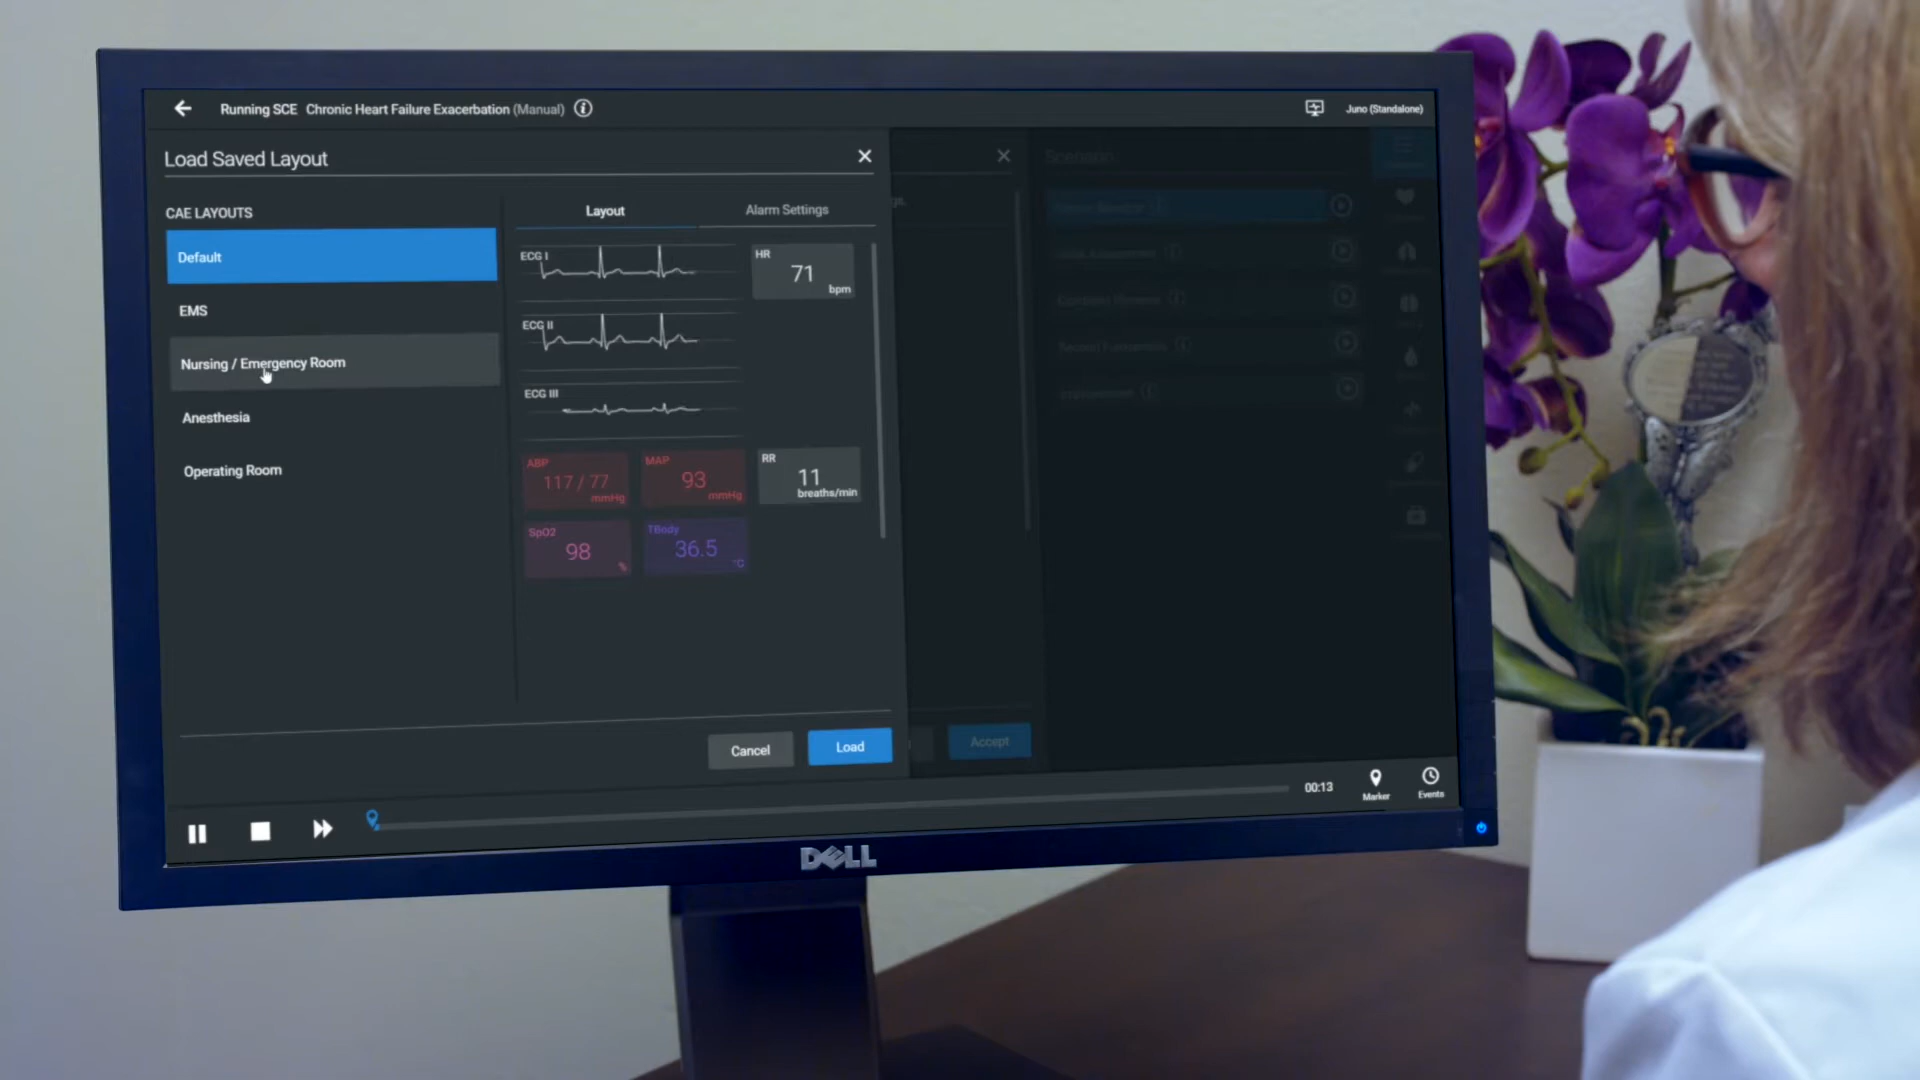 Running SCE Chronic Heart Failure Exacerbation (Manual)
Juno (Standalone)
Load Saved Layout
Scenario
CAE LAYOUTS
Default
EMS
Nursing / Emergency Room
Anesthesia
Operating Room
Layout
Alarm Settings
ECG I
HR
71
bpm
ECG II
ECG III
ABP
117 / 77
mmHg
MAP
93
mmHg
RR
11
breaths/min
SpO2
98
%
TBody
36.5
°C
Cancel
Load
Accept
00:13
Marker
Events
DELL